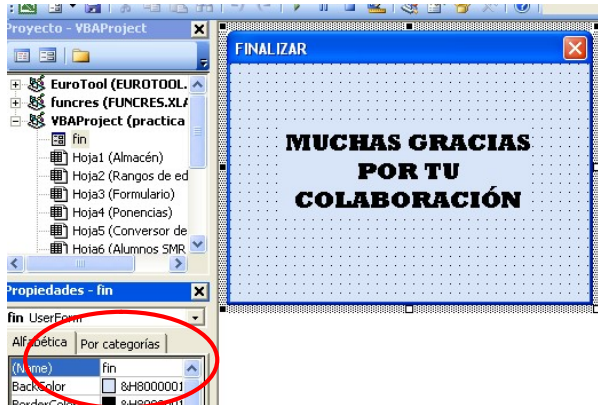 Proyecto - VBAProject
EuroTool (EUROTOOL.
funcres (FUNCRES.XLA
VBAProject (practica
fin
Hoja1 (Almacén)
Hoja2 (Rangos de ed
Hoja3 (Formulario)
Hoja4 (Ponencias)
Hoja5 (Conversor de
Hoja6 (Alumnos SMR
FINALIZAR
MUCHAS GRACIAS
POR TU
COLABORACIÓN
Propiedades - fin
fin UserForm
Alfabética Por categorías
(Name) fin
BackColor &H8000001
BorderColor &H8000001